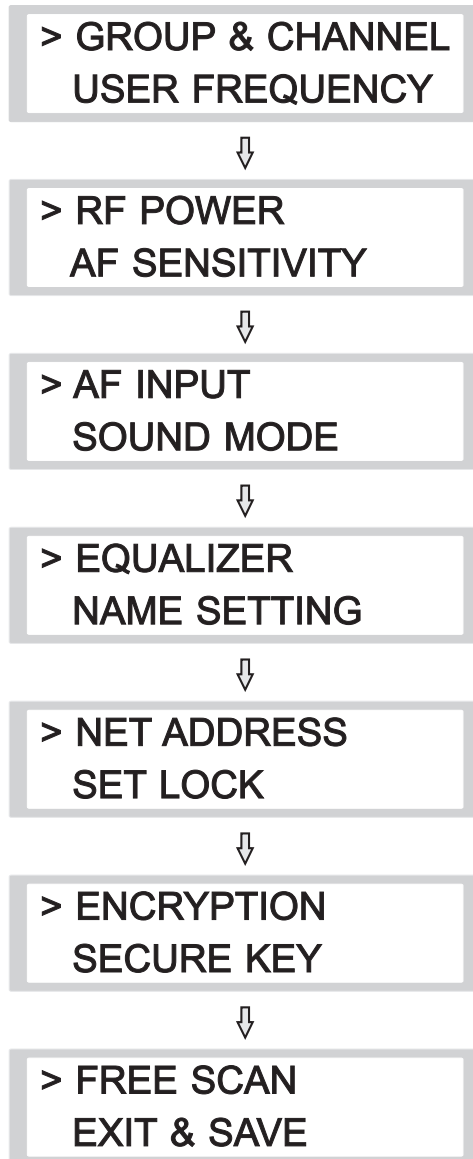 > GROUP & CHANNEL
USER FREQUENCY
> RF POWER
AF SENSITIVITY
> AF INPUT
SOUND MODE
> EQUALIZER
NAME SETTING
> NET ADDRESS
SET LOCK
> ENCRYPTION
SECURE KEY
> FREE SCAN
EXIT & SAVE